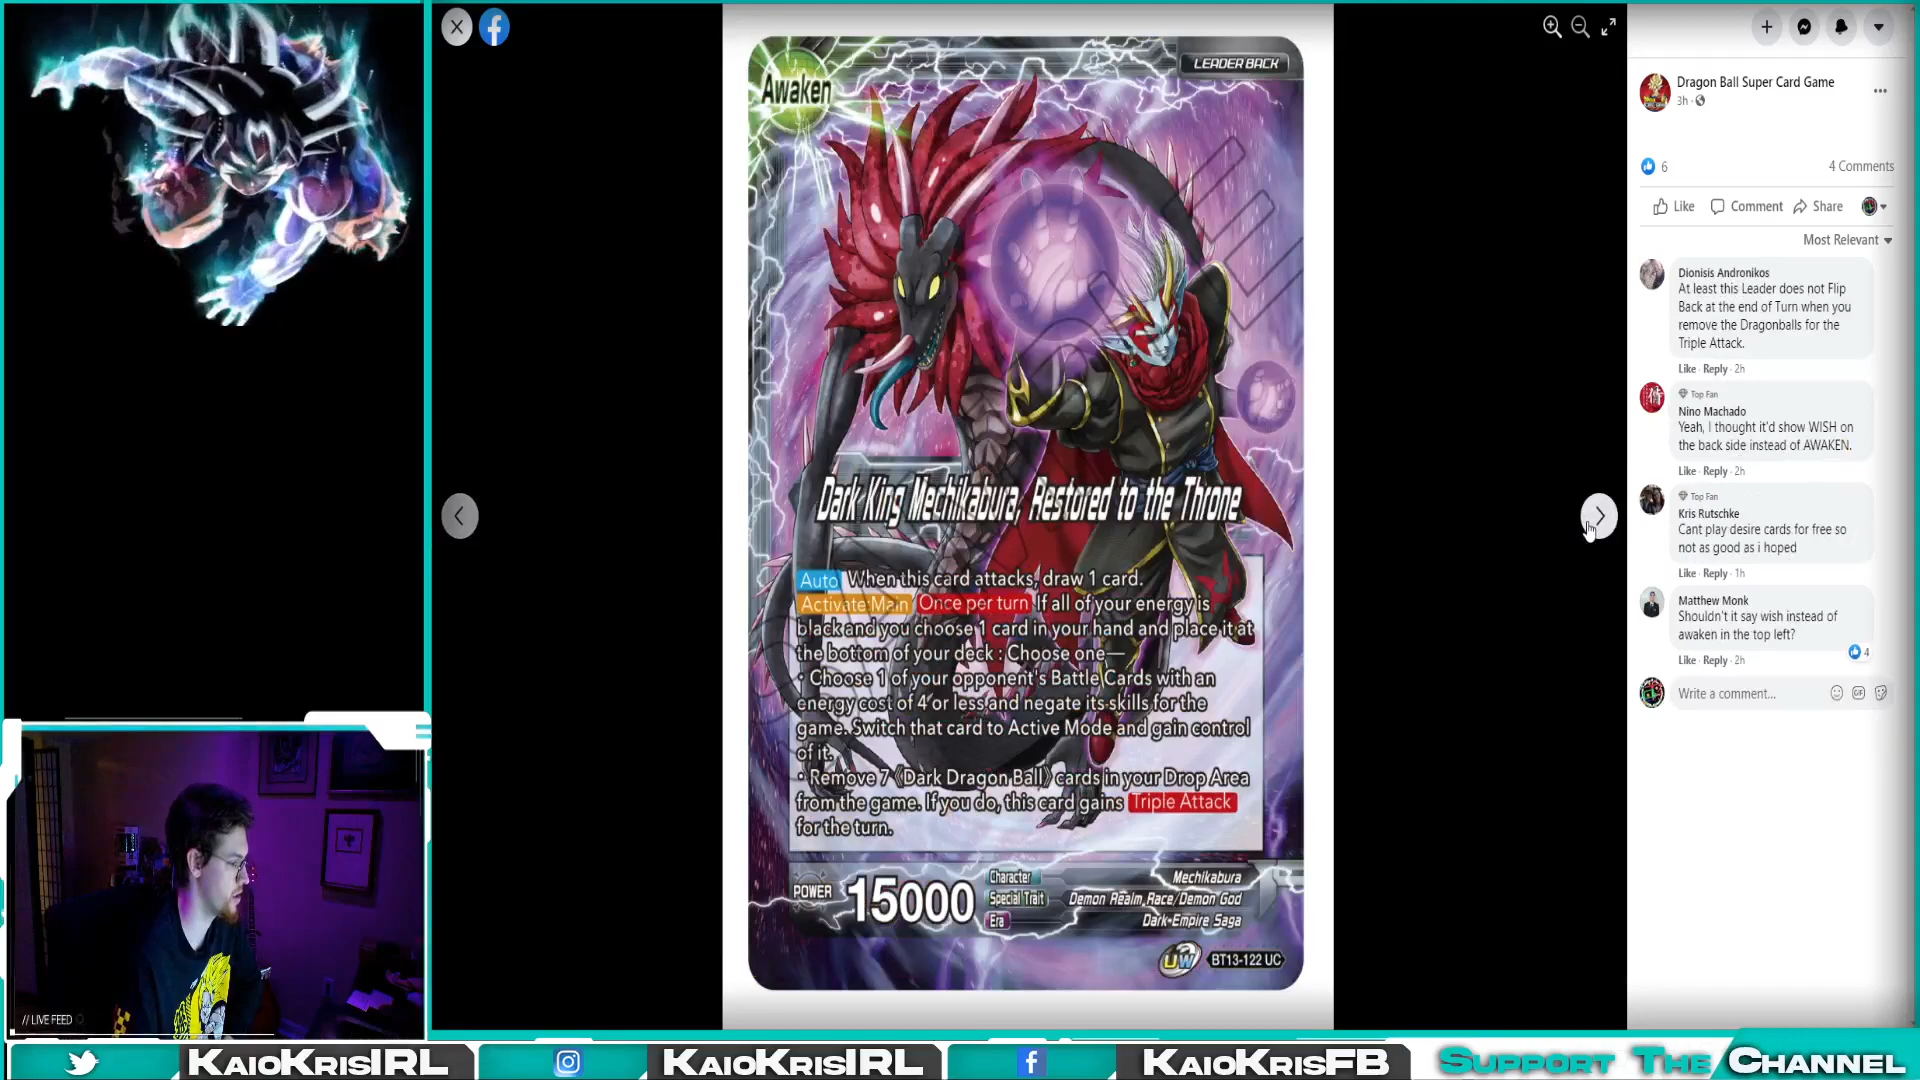 LEADER BACK
Awaken
Dark King Mechikabura, Restored to the Throne
Auto When this card attacks, draw 1 card.
Activate:Main Once per turn If all of your energy is
black and you choose 1 card in your hand and place it at
the bottom of your deck : Choose one—
・Choose 1 of your opponent's Battle Cards with an
energy cost of 4 or less and negate its skills for the
game. Switch that card to Active Mode and gain control
of it.
・Remove 7 《Dark Dragon Ball》 cards in your Drop Area
from the game. If you do, this card gains Triple Attack
for the turn.
POWER 15000
Character Mechikabura
Special Trait Demon Realm Race/Demon God
Era Dark Empire Saga
UW BT13-122 UC
Dragon Ball Super Card Game
3h ·
6
4 Comments
Like Comment Share
Most Relevant
Dionisis Andronikos
At least this Leader does not Flip
Back at the end of Turn when you
remove the Dragonballs for the
Triple Attack.
Like · Reply · 2h
Top Fan
Nino Machado
Yeah, I thought it'd show WISH on
the back side instead of AWAKEN.
Like · Reply · 2h
Top Fan
Kris Rutschke
Cant play desire cards for free so
not as good as i hoped
Like · Reply · 1h
Matthew Monk
Shouldn't it say wish instead of
awaken in the top left?
4
Like · Reply · 2h
Write a comment...
GIF
// LIVE FEED
KaioKrisIRL
KaioKrisIRL
KaioKrisFB
Support The Channel